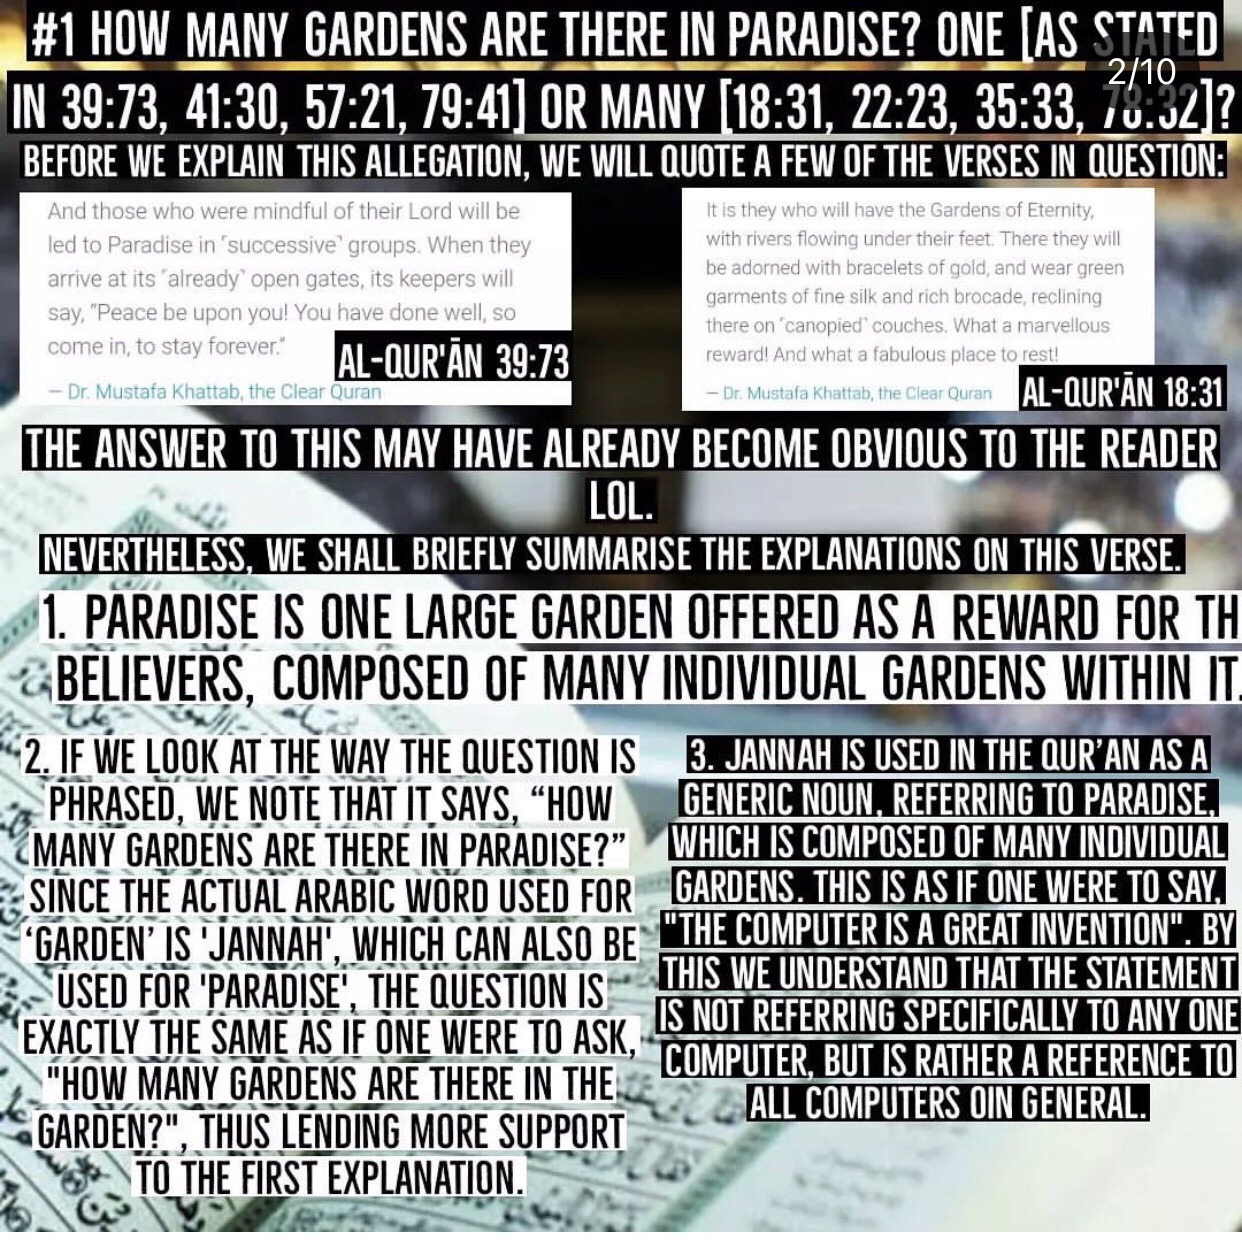 #1 HOW MANY GARDENS ARE THERE IN PARADISE? ONE [AS STATED
2/10
IN 39:73, 41:30, 57:21, 79:41] OR MANY [18:31, 22:23, 35:33, 78:32]?
BEFORE WE EXPLAIN THIS ALLEGATION, WE WILL QUOTE A FEW OF THE VERSES IN QUESTION:
And those who were mindful of their Lord will be
led to Paradise in ˹successive˺ groups. When they
arrive at its ˹already˺ open gates, its keepers will
say, “Peace be upon you! You have done well, so
come in, to stay forever.”
AL-QUR'ĀN 39:73
— Dr. Mustafa Khattab, the Clear Quran
It is they who will have the Gardens of Eternity,
with rivers flowing under their feet. There they will
be adorned with bracelets of gold, and wear green
garments of fine silk and rich brocade, reclining
there on ˹canopied˺ couches. What a marvellous
reward! And what a fabulous place to rest!
— Dr. Mustafa Khattab, the Clear Quran
AL-QUR'ĀN 18:31
THE ANSWER TO THIS MAY HAVE ALREADY BECOME OBVIOUS TO THE READER
LOL.
NEVERTHELESS, WE SHALL BRIEFLY SUMMARISE THE EXPLANATIONS ON THIS VERSE.
1. PARADISE IS ONE LARGE GARDEN OFFERED AS A REWARD FOR TH
BELIEVERS, COMPOSED OF MANY INDIVIDUAL GARDENS WITHIN IT.
2. IF WE LOOK AT THE WAY THE QUESTION IS
PHRASED, WE NOTE THAT IT SAYS, “HOW
MANY GARDENS ARE THERE IN PARADISE?”
SINCE THE ACTUAL ARABIC WORD USED FOR
‘GARDEN’ IS 'JANNAH', WHICH CAN ALSO BE
USED FOR 'PARADISE', THE QUESTION IS
EXACTLY THE SAME AS IF ONE WERE TO ASK,
"HOW MANY GARDENS ARE THERE IN THE
GARDEN?", THUS LENDING MORE SUPPORT
TO THE FIRST EXPLANATION.
3. JANNAH IS USED IN THE QUR’AN AS A
GENERIC NOUN, REFERRING TO PARADISE,
WHICH IS COMPOSED OF MANY INDIVIDUAL
GARDENS. THIS IS AS IF ONE WERE TO SAY,
"THE COMPUTER IS A GREAT INVENTION". BY
THIS WE UNDERSTAND THAT THE STATEMENT
IS NOT REFERRING SPECIFICALLY TO ANY ONE
COMPUTER, BUT IS RATHER A REFERENCE TO
ALL COMPUTERS OIN GENERAL.